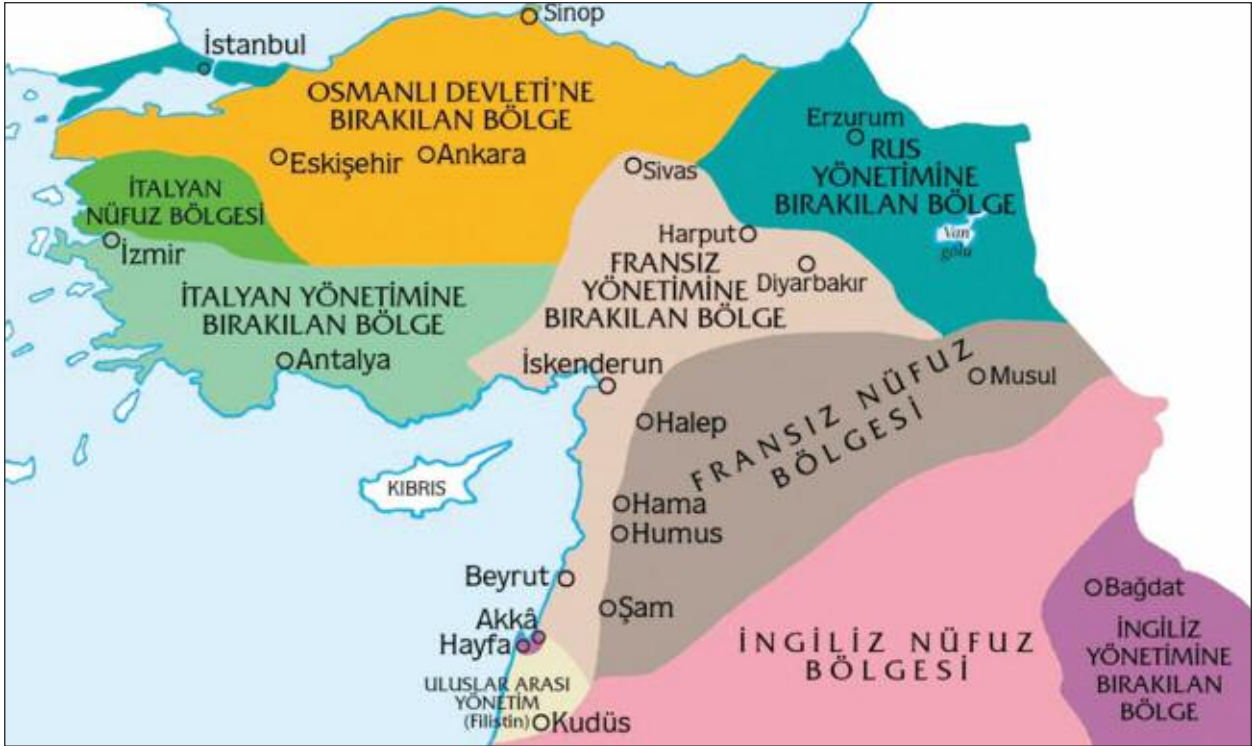 Sinop
İstanbul
OSMANLI DEVLETİ'NE
BIRAKILAN BÖLGE
Eskişehir
Ankara
Sivas
Erzurum
RUS
YÖNETİMİNE
BIRAKILAN BÖLGE
Van
gölü
İTALYAN
NÜFUZ BÖLGESİ
İzmir
İTALYAN YÖNETİMİNE
BIRAKILAN BÖLGE
Antalya
Harput
FRANSIZ
YÖNETİMİNE
BIRAKILAN BÖLGE
Diyarbakır
İskenderun
Halep
FRANSIZ NÜFUZ
BÖLGESİ
Musul
KIBRIS
Hama
Humus
Beyrut
Şam
Akkâ
Hayfa
ULUSLAR ARASI
YÖNETİM
(Filistin)
Kudüs
İNGİLİZ NÜFUZ
BÖLGESİ
Bağdat
İNGİLİZ
YÖNETİMİNE
BIRAKILAN
BÖLGE